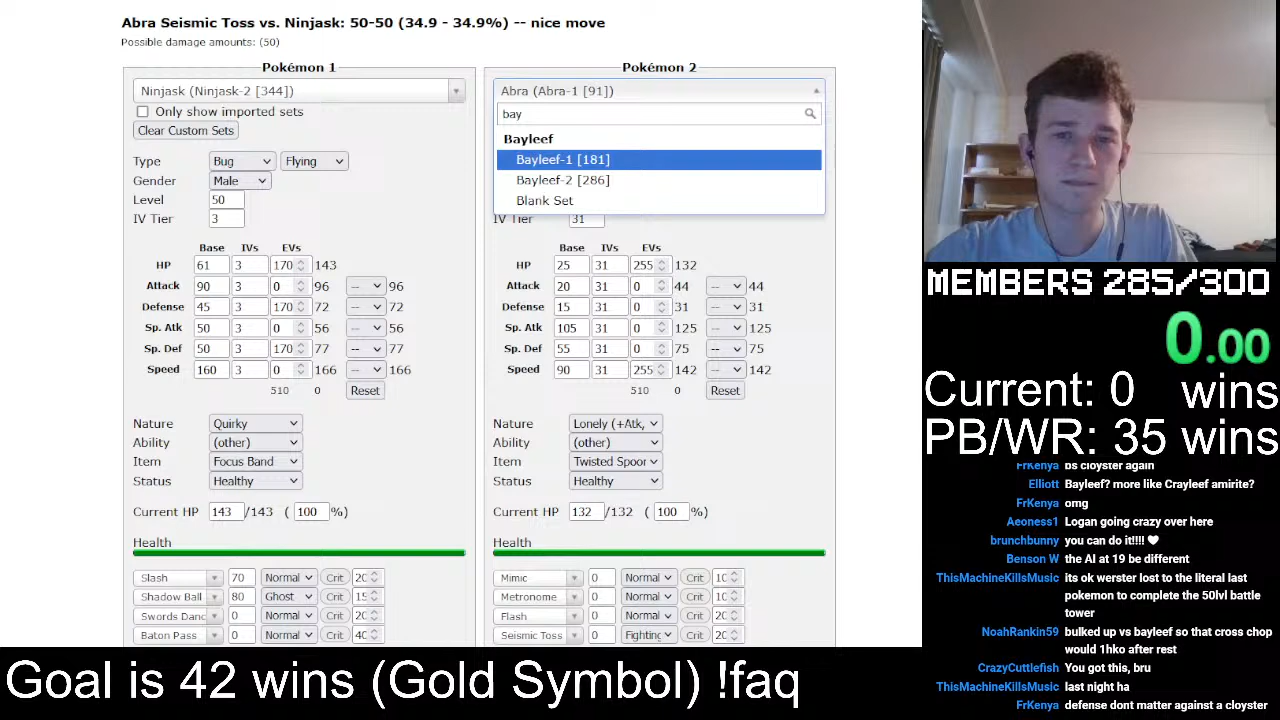 Abra Seismic Toss vs. Ninjask: 50-50 (34.9 - 34.9%) -- nice move
Possible damage amounts: (50)
Pokémon 1
Ninjask (Ninjask-2 [344])
Only show imported sets
Clear Custom Sets
Type Bug Flying
Gender Male
Level 50
IV Tier 3
Base IVs EVs
HP 61 3 170 143
Attack 90 3 0 -- 96
Defense 45 3 170 -- 72
Sp. Atk 50 3 0 -- 56
Sp. Def 50 3 170 -- 77
Speed 160 3 0 -- 166
510 0 Reset
Nature Quirky
Ability (other)
Item Focus Band
Status Healthy
Current HP 143 /143 ( 100 %)
Health
Slash 70 Normal Crit
Shadow Ball 80 Ghost Crit
Swords Danc 0 Normal Crit
Baton Pass 0 Normal Crit
Pokémon 2
Abra (Abra-1 [91])
bay
Bayleef
Bayleef-1 [181]
Bayleef-2 [286]
Blank Set
IV Tier 31
Base IVs EVs
HP 25 31 255 132
Attack 20 31 0 -- 44
Defense 15 31 0 -- 31
Sp. Atk 105 31 0 -- 125
Sp. Def 55 31 0 -- 75
Speed 90 31 255 -- 142
510 0 Reset
Nature Lonely (+Atk,
Ability (other)
Item Twisted Spoor
Status Healthy
Current HP 132 /132 ( 100 %)
Health
Mimic 0 Normal Crit
Metronome 0 Normal Crit
Flash 0 Normal Crit
Seismic Toss 0 Fighting Crit
MEMBERS 285/300
0.00
Current: 0 wins
PB/WR: 35 wins
FrKenya bs cloyster again
Elliott Bayleef? more like Crayleef amirite?
FrKenya omg
Aeoness1 Logan going crazy over here
brunchbunny you can do it!!!! ❤
Benson W the AI at 19 be different
ThisMachineKillsMusic its ok werster lost to the literal last
pokemon to complete the 50lvl battle
tower
NoahRankin59 bulked up vs bayleef so that cross chop
would 1hko after rest
CrazyCuttlefish You got this, bru
ThisMachineKillsMusic last night ha
FrKenya defense dont matter against a cloyster
Goal is 42 wins (Gold Symbol) !faq